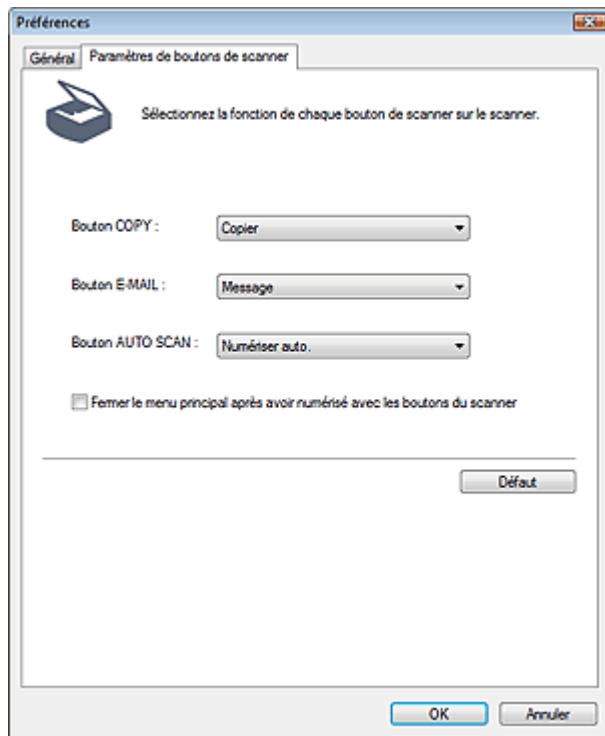 Préférences
Général Paramètres de boutons de scanner
Sélectionnez la fonction de chaque bouton de scanner sur le scanner.
Bouton COPY : Copier
Bouton E-MAIL : Message
Bouton AUTO SCAN : Numériser auto.
Fermer le menu principal après avoir numérisé avec les boutons du scanner
Défaut
OK Annuler